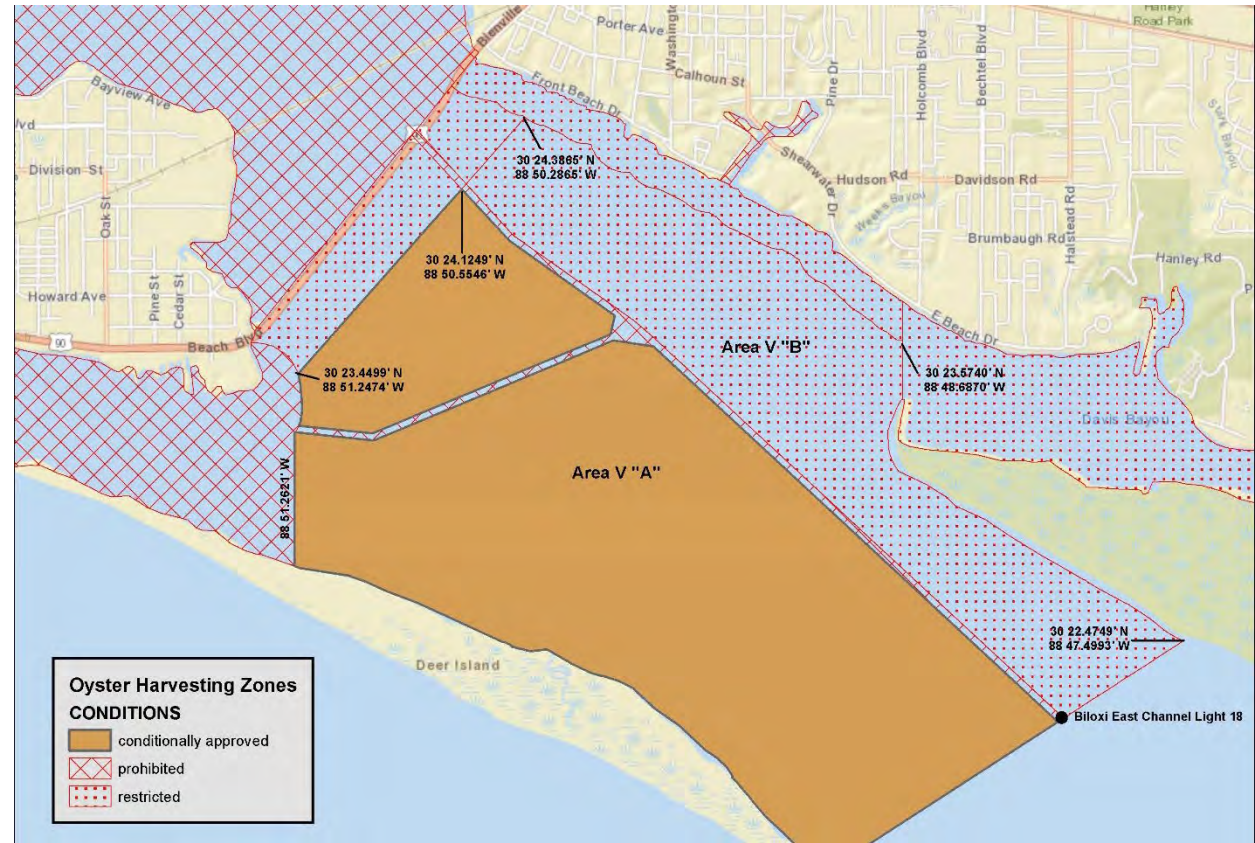 Porter Ave
Washington
Hanley
Road Park
Bienville
Calhoun St
Pine Dr
Holcomb Blvd
Bechtel Blvd
Bayview Ave
Front Beach Dr
Stark Bayou
lvd
Division St
30 24.3865' N
88 50.2865' W
Shearwater Dr
Hudson Rd
Davidson Rd
Oak St
Weeks Bayou
Halstead Rd
Brumbaugh Rd
30 24.1249' N
88 50.5546' W
Hanley Rd
Pine St
Cedar St
Howard Ave
P
90
Beach Blvd
E Beach Dr
Area V "B"
30 23.4499' N
88 51.2474' W
30 23.5740' N
88 48.6870' W
Davis Bayou
Area V "A"
88 51.2621' W
30 22.4749' N
88 47.4993' W
Deer Island
Biloxi East Channel Light 18
Oyster Harvesting Zones
CONDITIONS
conditionally approved
prohibited
restricted